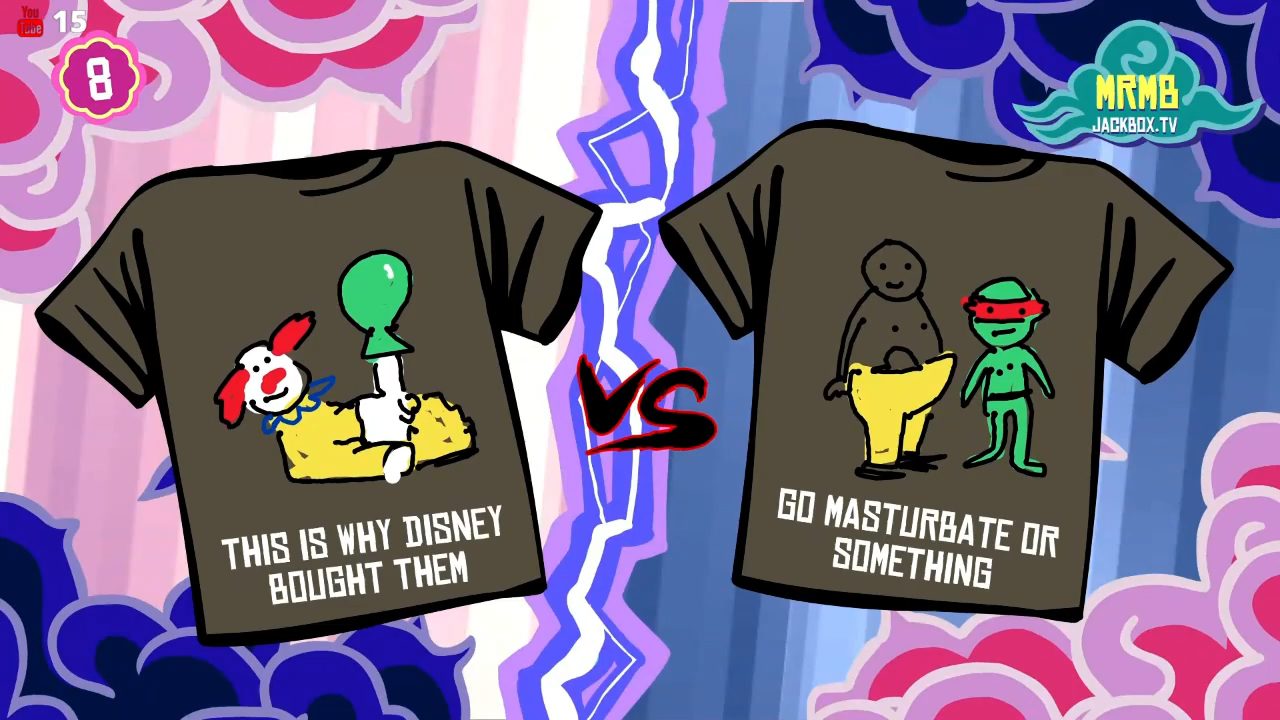 You
Tube
15
8
MRMB
JACKBOX.TV
VS
THIS IS WHY DISNEY
BOUGHT THEM
GO MASTURBATE OR
SOMETHING